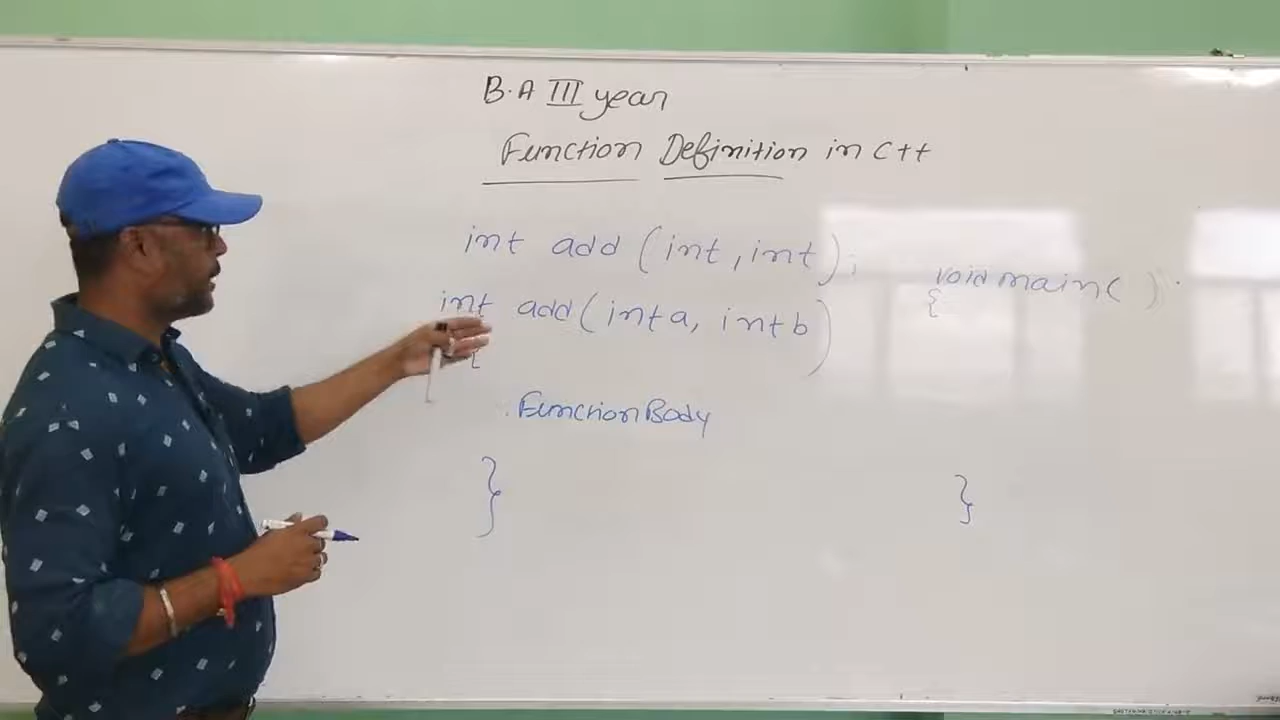 B.A III year
Function Definition in C++
int add (int, int);
int add (int a, int b)
{
Function Body
}
void main( )
{
}